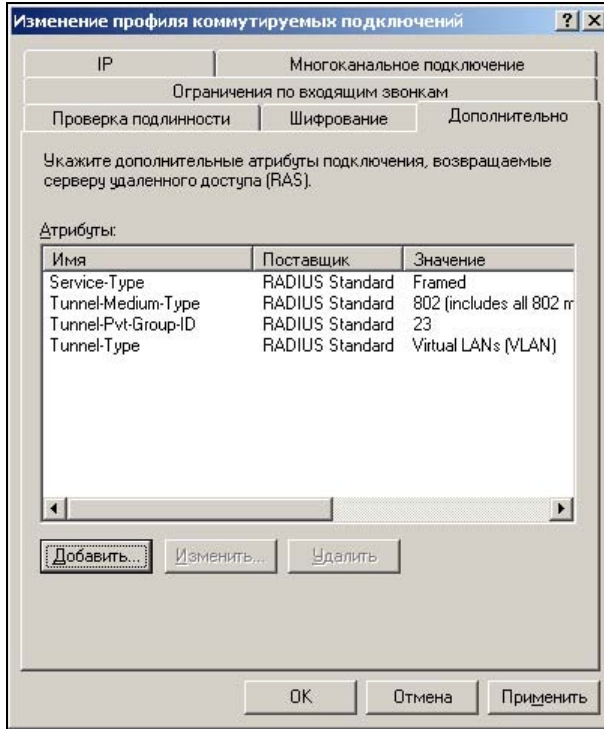 Изменение профиля коммутируемых подключений
IP Многоканальное подключение
Ограничения по входящим звонкам
Проверка подлинности Шифрование Дополнительно
Укажите дополнительные атрибуты подключения, возвращаемые
серверу удаленного доступа (RAS).
Атрибуты:
Имя Поставщик Значение
Service-Type RADIUS Standard Framed
Tunnel-Medium-Type RADIUS Standard 802 (includes all 802 m
Tunnel-Pvt-Group-ID RADIUS Standard 23
Tunnel-Type RADIUS Standard Virtual LANs (VLAN)
Добавить... Изменить... Удалить
OK Отмена Применить